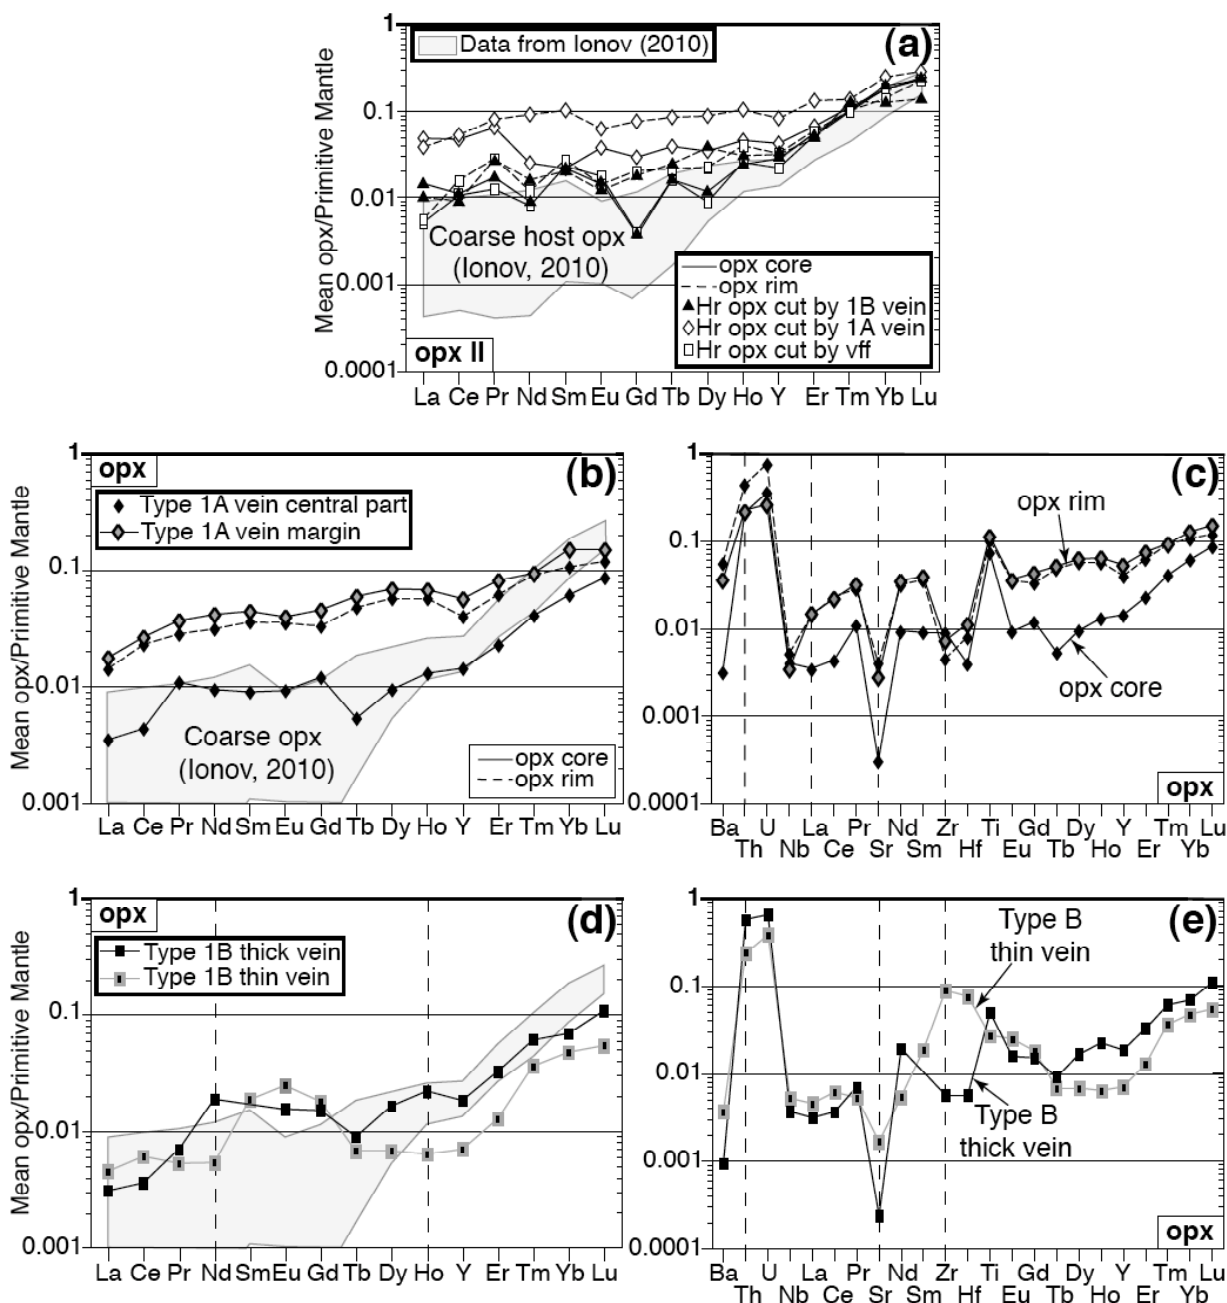 1
Data from Ionov (2010)
(a)
0.1
0.01
0.001
0.0001
Mean opx/Primitive Mantle
Coarse host opx
(Ionov, 2010)
opx core
opx rim
Hr opx cut by 1B vein
Hr opx cut by 1A vein
Hr opx cut by vff
opx II
La Ce Pr Nd Sm Eu Gd Tb Dy Ho Y Er Tm Yb Lu
1
opx
(b)
Type 1A vein central part
Type 1A vein margin
0.1
0.01
0.001
Mean opx/Primitive Mantle
Coarse opx
(Ionov, 2010)
opx core
opx rim
La Ce Pr Nd Sm Eu Gd Tb Dy Ho Y Er Tm Yb Lu
1
(c)
opx rim
0.1
0.01
opx core
0.001
0.0001
opx
Ba U La Pr Nd Zr Ti Gd Dy Y Tm Lu
Th Nb Ce Sr Sm Hf Eu Tb Ho Er Yb
1
opx
(d)
Type 1B thick vein
Type 1B thin vein
0.1
0.01
0.001
Mean opx/Primitive Mantle
La Ce Pr Nd Sm Eu Gd Tb Dy Ho Y Er Tm Yb Lu
1
(e)
Type B
thin vein
0.1
0.01
Type B
thick vein
0.001
0.0001
opx
Ba U La Pr Nd Zr Ti Gd Dy Y Tm Lu
Th Nb Ce Sr Sm Hf Eu Tb Ho Er Yb